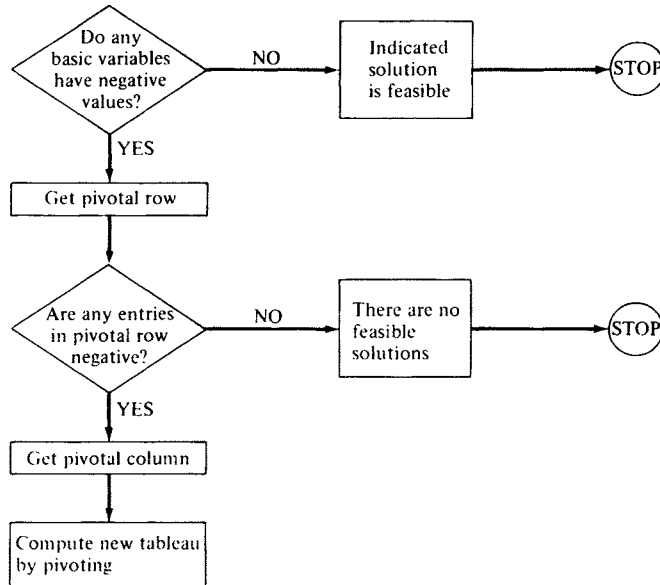 Do any
basic variables
have negative
values?
NO
Indicated
solution
is feasible
STOP
YES
Get pivotal row
Are any entries
in pivotal row
negative?
NO
There are no
feasible
solutions
STOP
YES
Get pivotal column
Compute new tableau
by pivoting